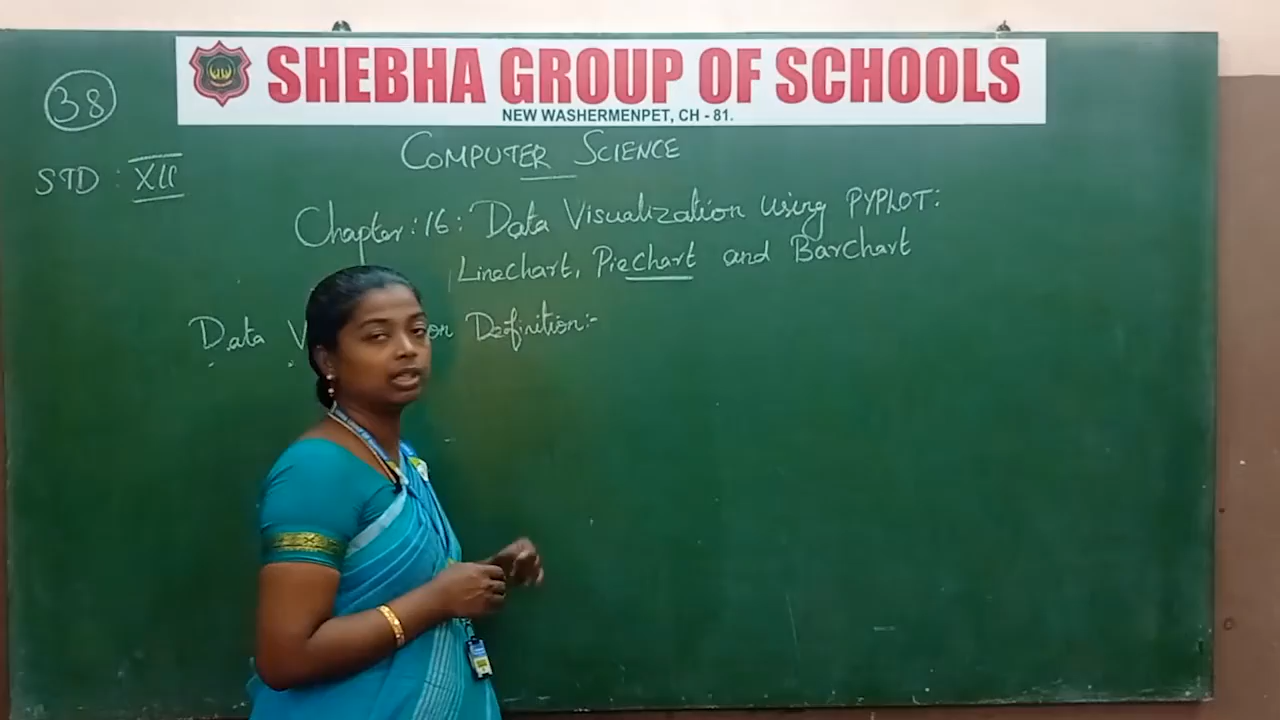 SHEBHA GROUP OF SCHOOLS
NEW WASHERMENPET, CH - 81.
38
COMPUTER SCIENCE
STD : XII
Chapter : 16 : Data Visualization using PYPLOT:
Linechart, Piechart and Barchart
Data Definition:-